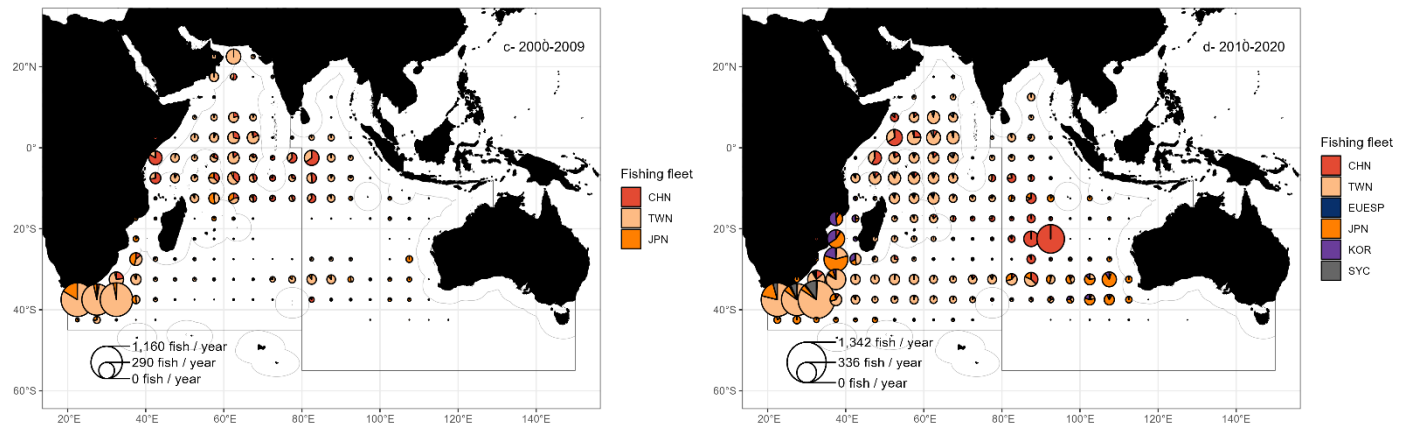 c- 2000-2009
20°N
0°
20°S
40°S
60°S
20°E
40°E
60°E
80°E
100°E
120°E
140°E
1,160 fish / year
290 fish / year
0 fish / year
Fishing fleet
CHN
TWN
JPN
d- 2010-2020
20°N
0°
20°S
40°S
60°S
20°E
40°E
60°E
80°E
100°E
120°E
140°E
1,342 fish / year
336 fish / year
0 fish / year
Fishing fleet
CHN
TWN
EUESP
JPN
KOR
SYC